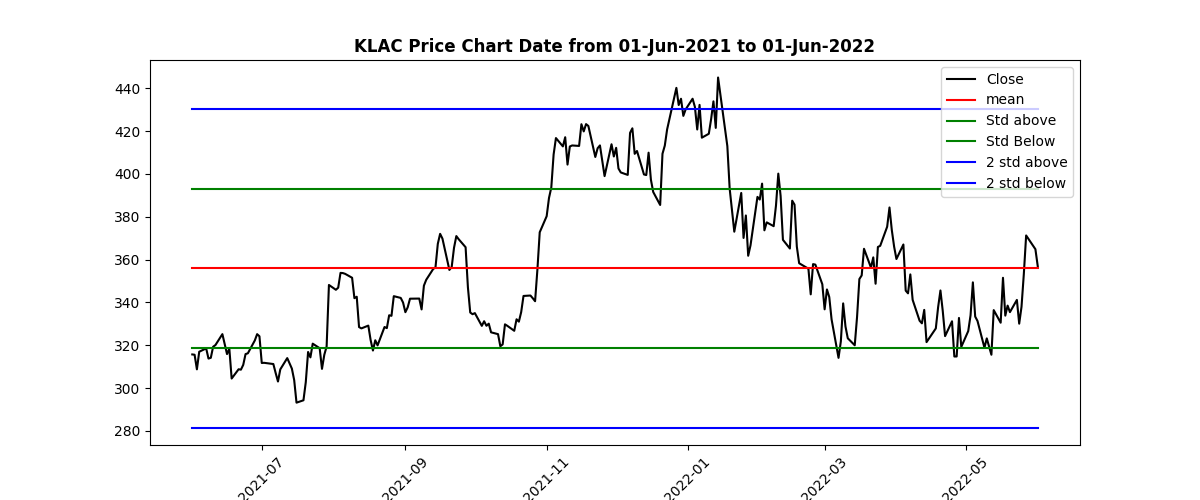 KLAC Price Chart Date from 01-Jun-2021 to 01-Jun-2022
440
420
400
380
360
340
320
300
280
Close
mean
Std above
Std Below
2 std above
2 std below
2021-07
2021-09
2021-11
2022-01
2022-03
2022-05